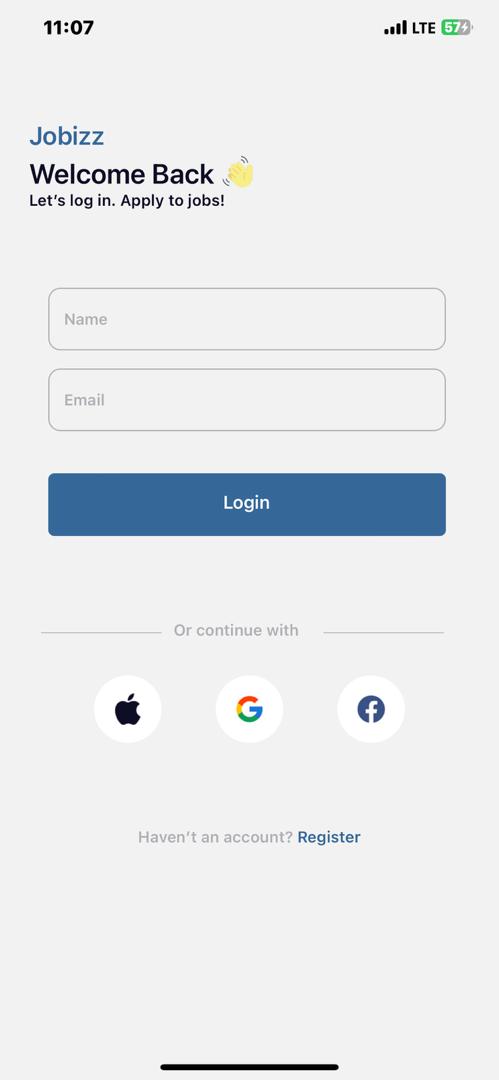 11:07
LTE 57
Jobizz
Welcome Back 👋
Let's log in. Apply to jobs!
Name
Email
Login
Or continue with
Haven't an account? Register